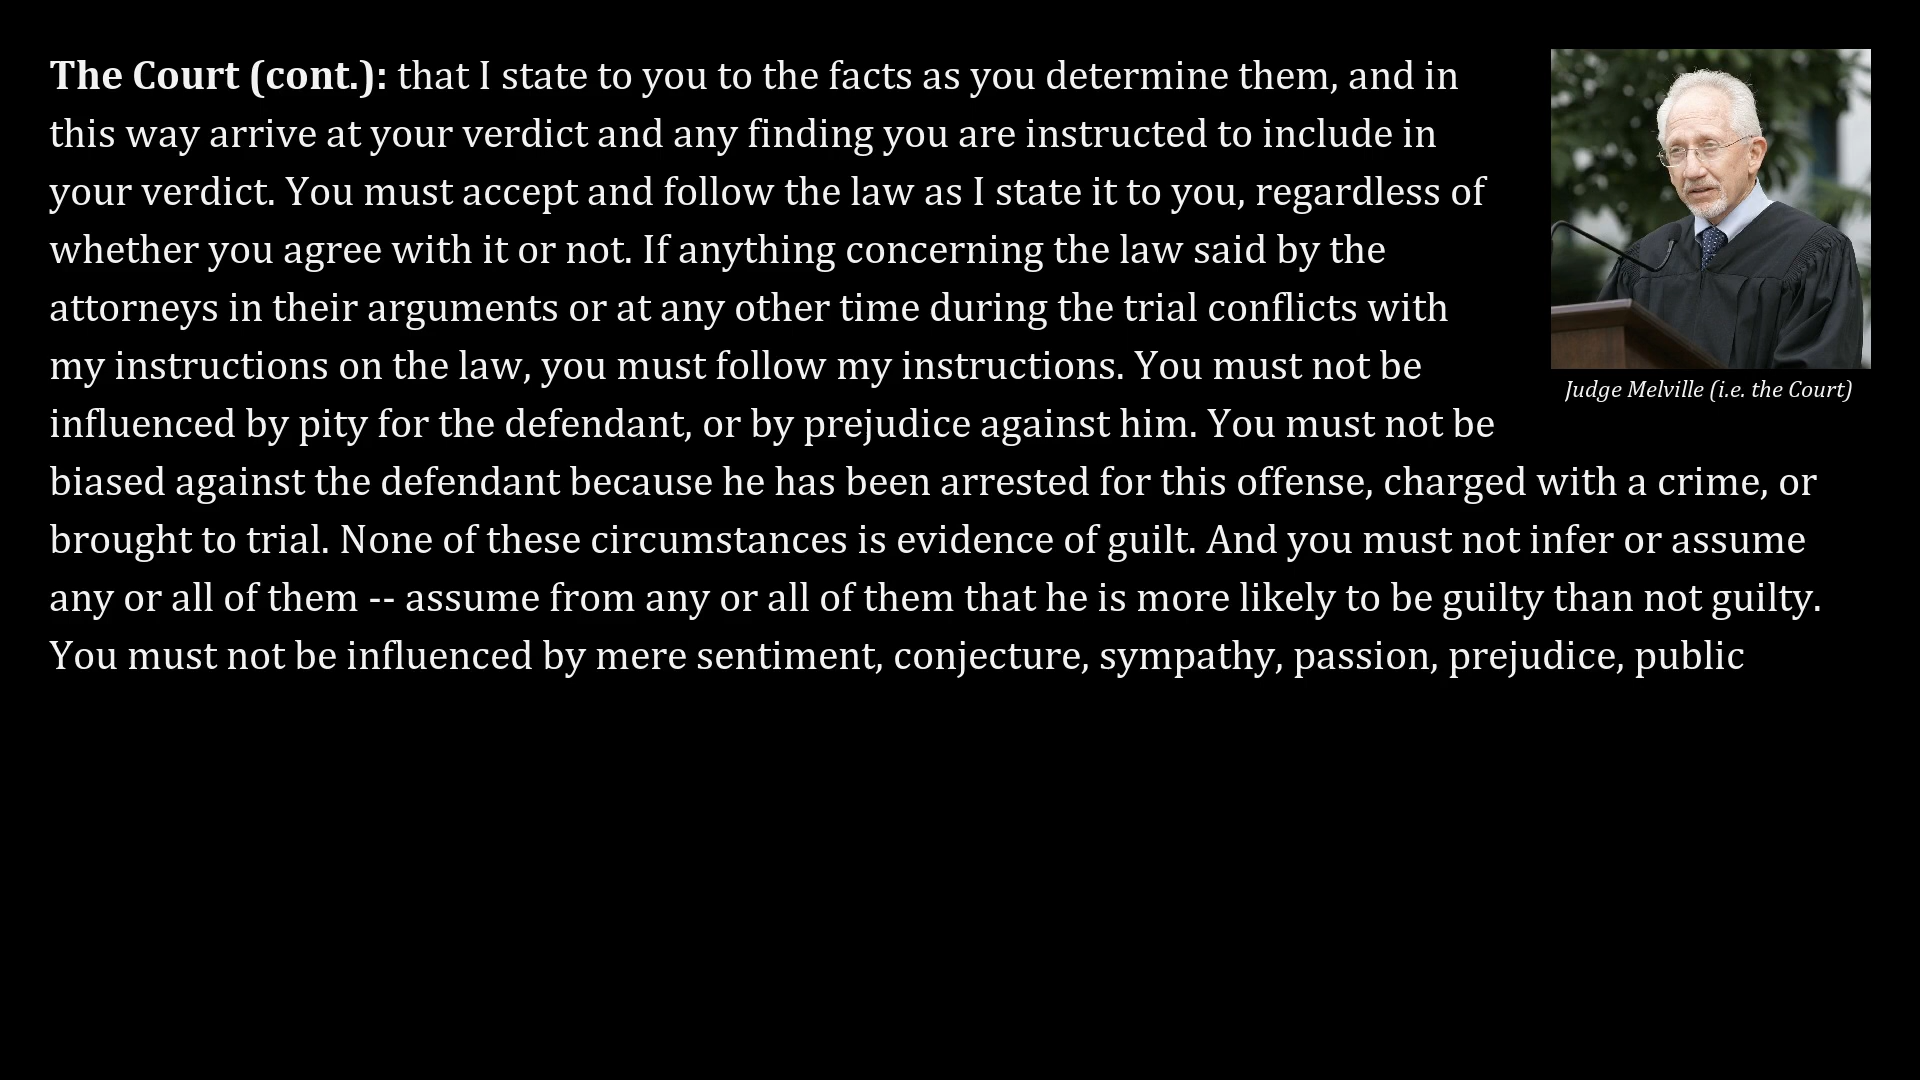 The Court (cont.): that I state to you to the facts as you determine them, and in
this way arrive at your verdict and any finding you are instructed to include in
your verdict. You must accept and follow the law as I state it to you, regardless of
whether you agree with it or not. If anything concerning the law said by the
attorneys in their arguments or at any other time during the trial conflicts with
my instructions on the law, you must follow my instructions. You must not be
influenced by pity for the defendant, or by prejudice against him. You must not be
biased against the defendant because he has been arrested for this offense, charged with a crime, or
brought to trial. None of these circumstances is evidence of guilt. And you must not infer or assume
any or all of them -- assume from any or all of them that he is more likely to be guilty than not guilty.
You must not be influenced by mere sentiment, conjecture, sympathy, passion, prejudice, public
Judge Melville (i.e. the Court)